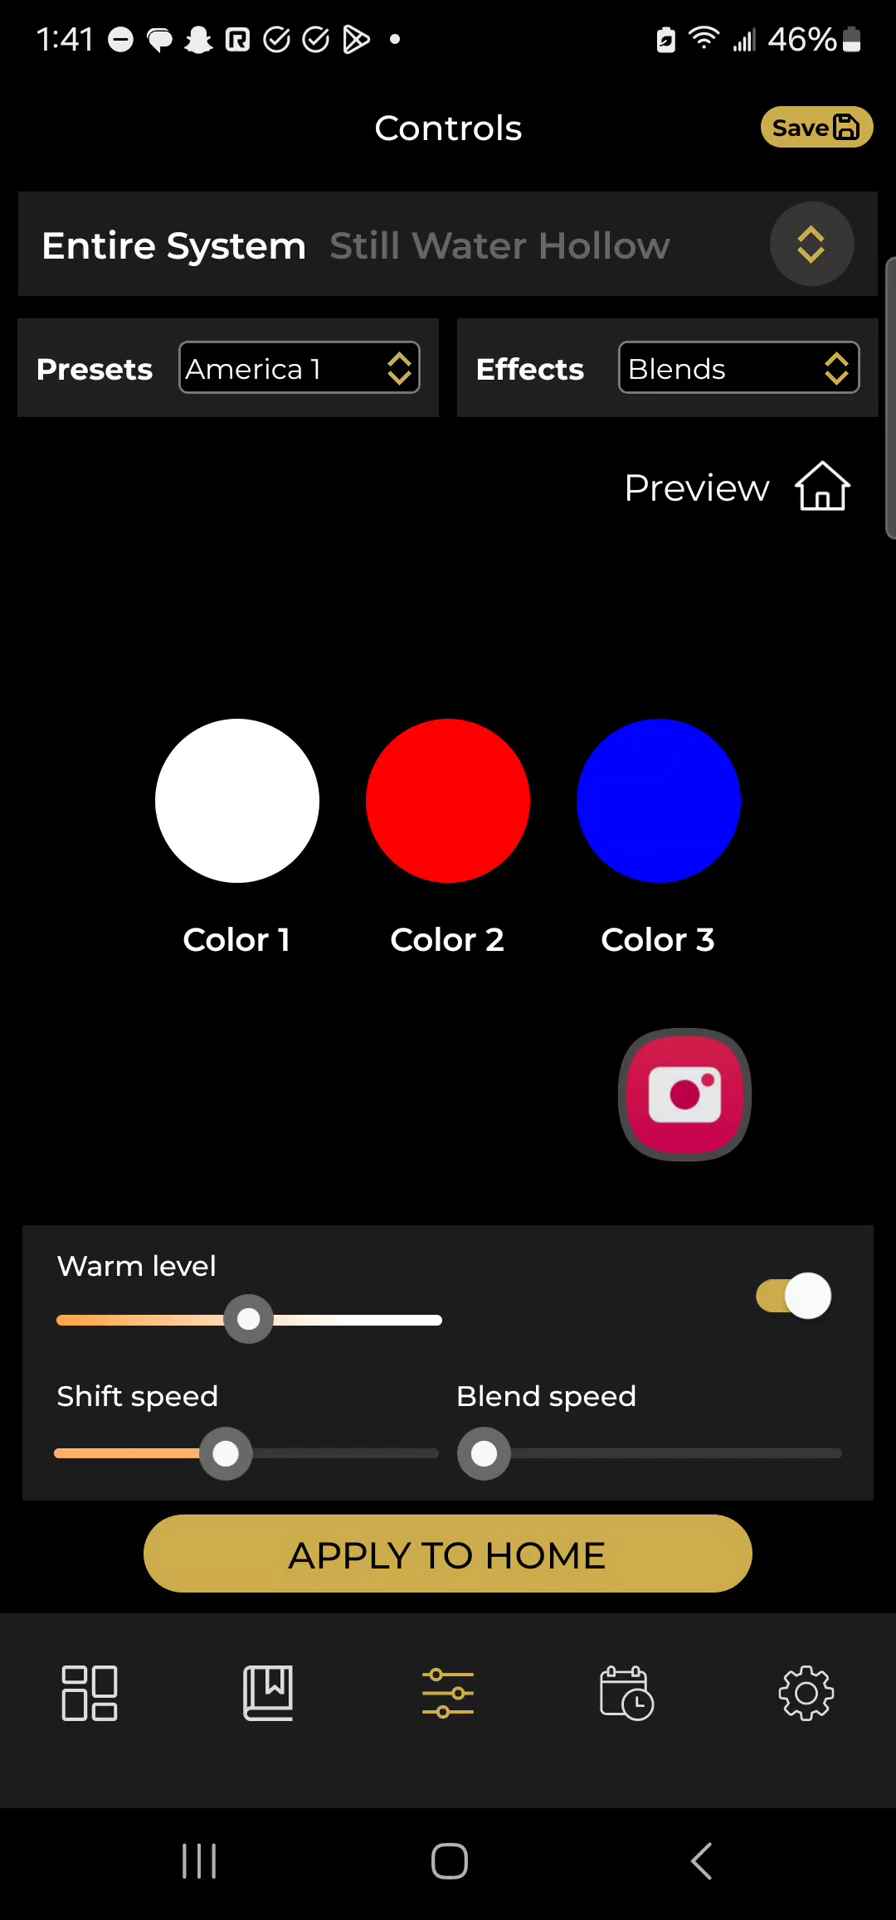 1:41 46%
Controls
Save
Entire System Still Water Hollow
Presets America 1 Effects Blends
Preview
Color 1 Color 2 Color 3
Warm level
Shift speed Blend speed
APPLY TO HOME